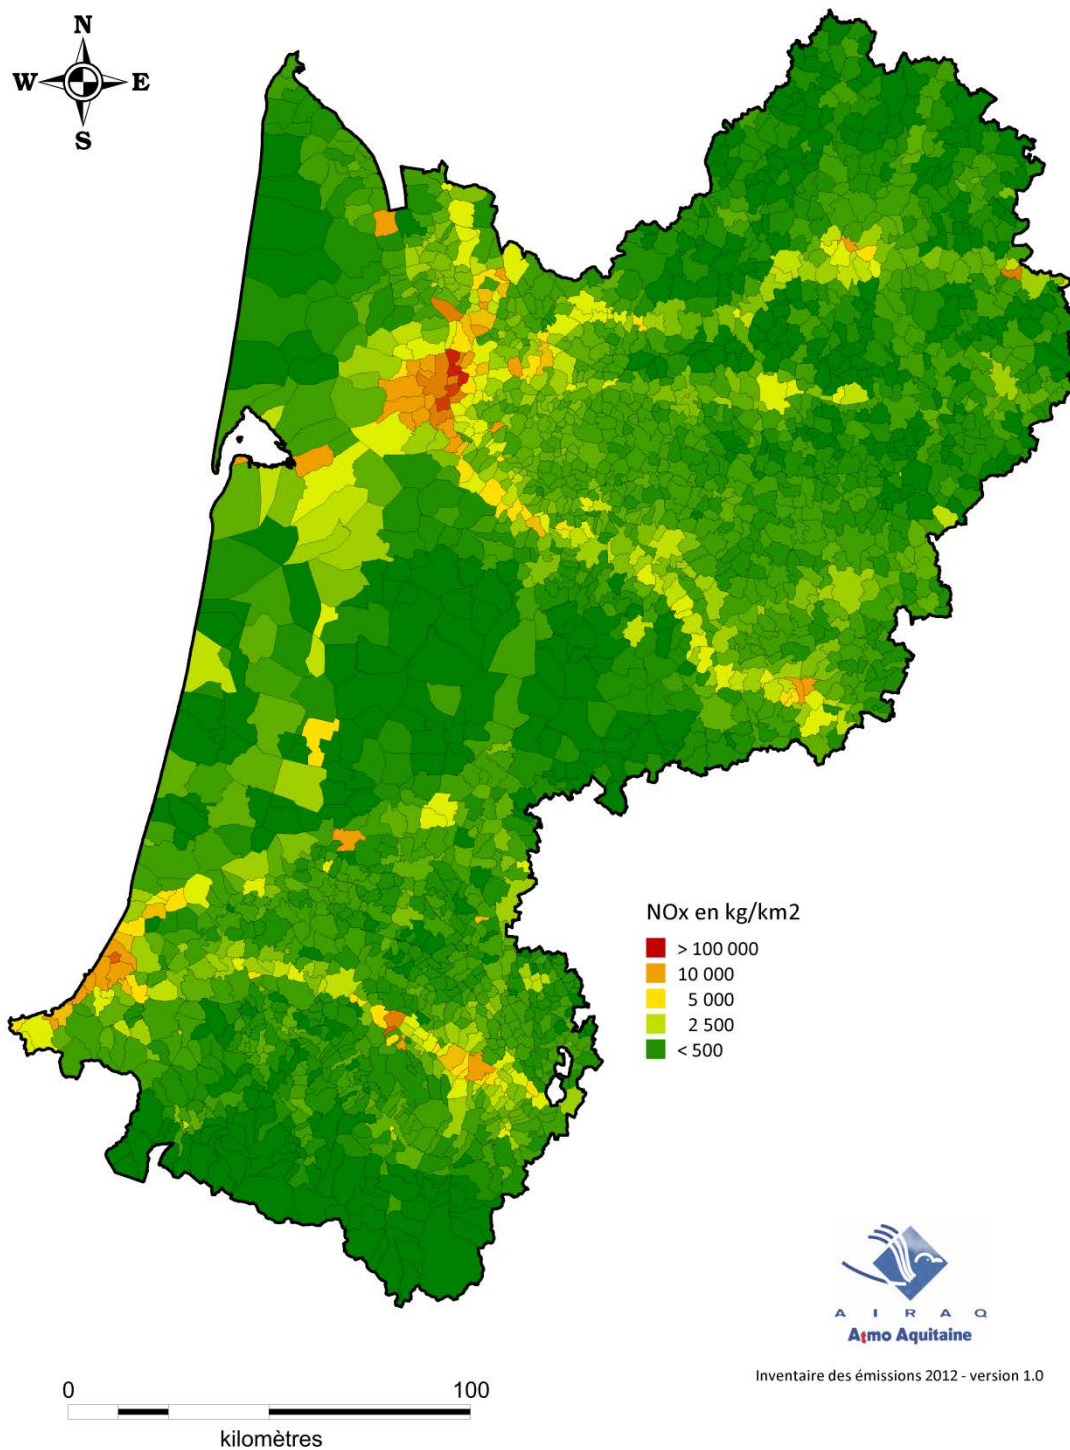 N
W E
S
NOx en kg/km2
> 100 000
10 000
5 000
2 500
< 500
A I R A Q
Atmo Aquitaine
Inventaire des émissions 2012 - version 1.0
0 100
kilomètres